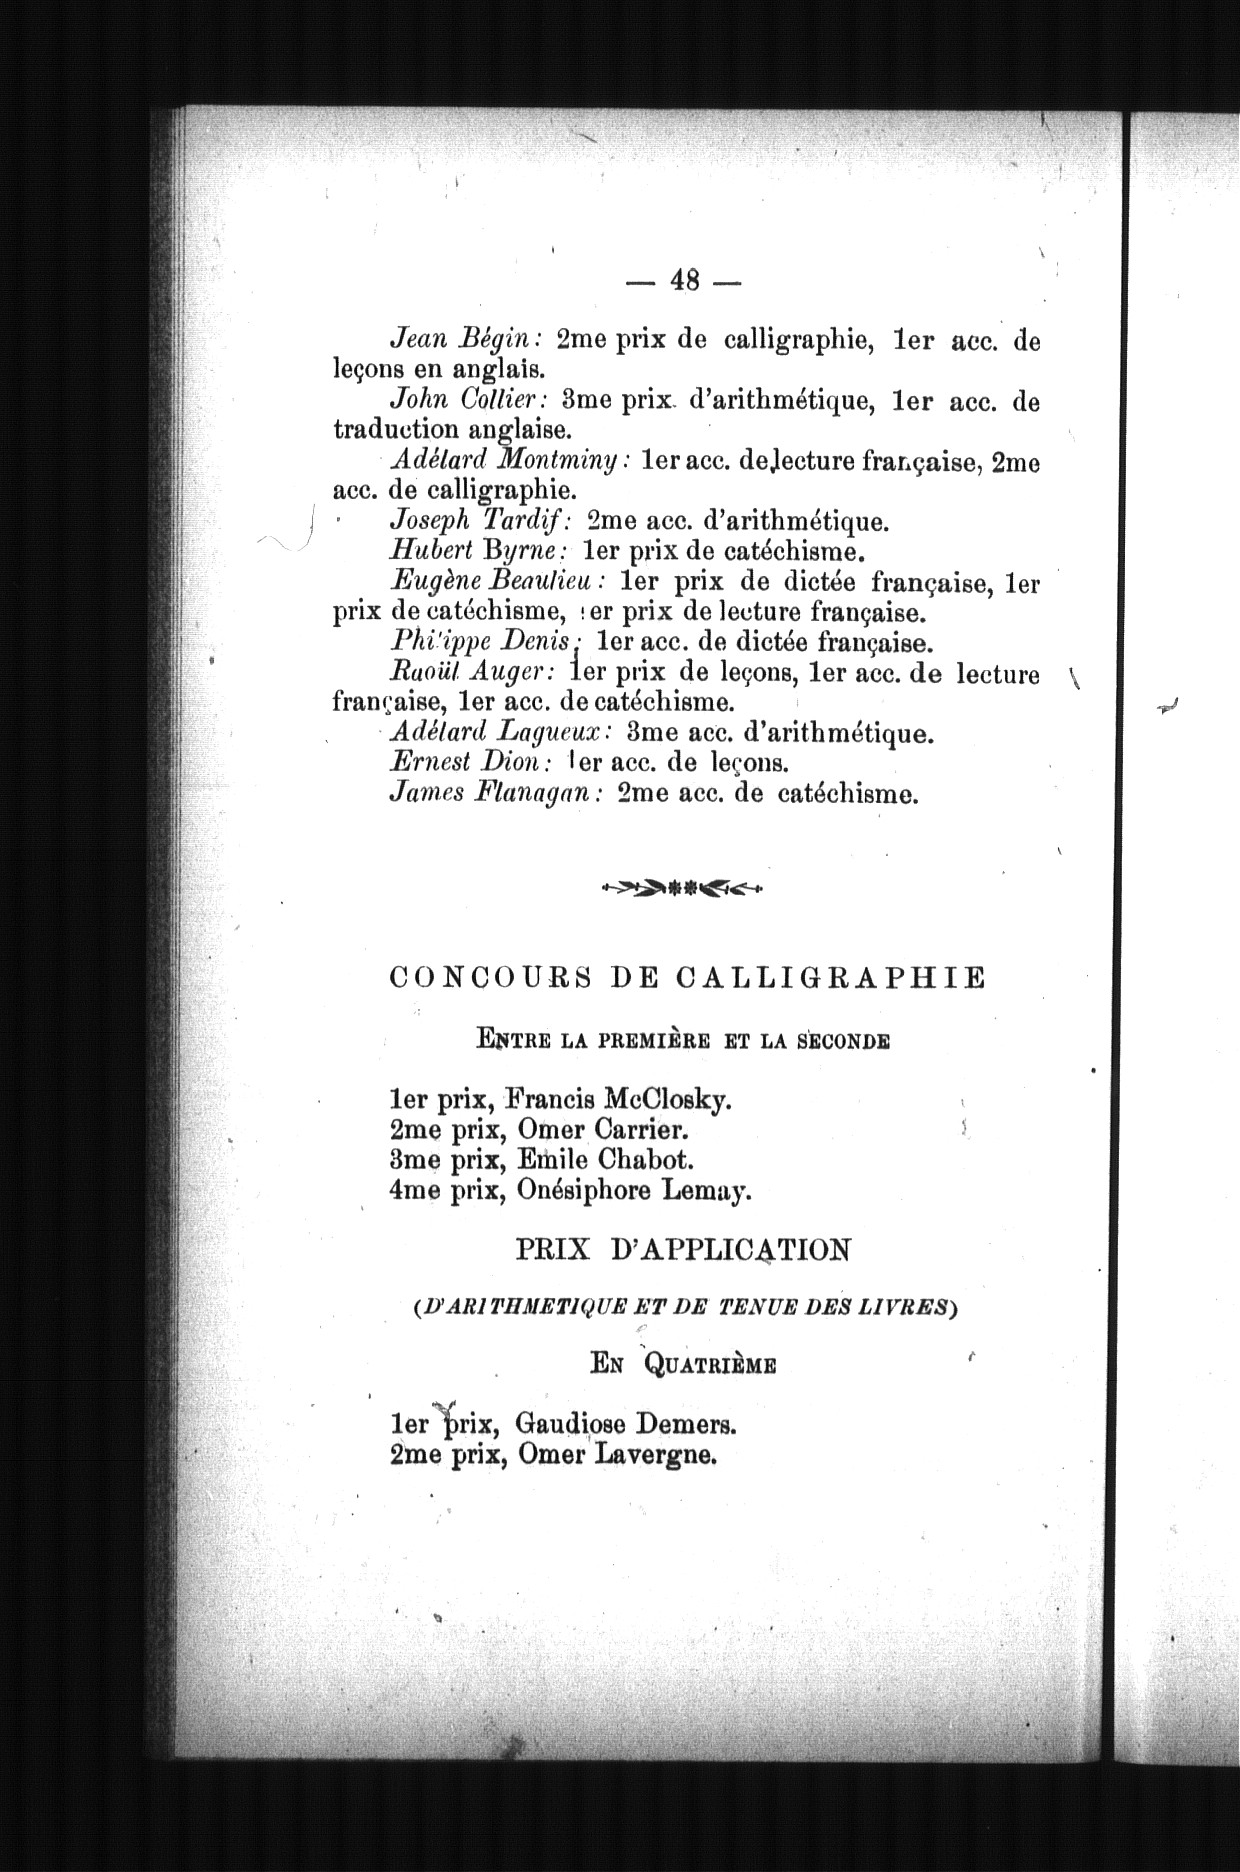 — 48 —
Jean Bégin : 2me prix de calligraphie, 1er acc. de
leçons en anglais.
John Collier : 3me prix d'arithmétique, 1er acc. de
traduction anglaise.
Adélard Montminy : 1er acc. de lecture française, 2me
acc. de calligraphie.
Joseph Tardif : 2me acc. d'arithmétique.
Hubert Byrne : 1er prix de catéchisme.
Eugène Beaulieu : 1er prix de dictée française, 1er
prix de catéchisme, 1er prix de lecture française.
Philippe Denis : 1er acc. de dictée française.
Raoül Auger : 1er prix de leçons, 1er acc. de lecture
française, 1er acc. de catéchisme.
Adélard Lagueux : 3me acc. d'arithmétique.
Ernest Dion : 1er acc. de leçons.
James Flanagan : 2me acc. de catéchisme.
CONCOURS DE CALLIGRAPHIE
ENTRE LA PREMIÈRE ET LA SECONDE
1er prix, Francis McClosky.
2me prix, Omer Carrier.
3me prix, Emile Chabot.
4me prix, Onésiphore Lemay.
PRIX D'APPLICATION
(D'ARITHMETIQUE ET DE TENUE DES LIVRES)
EN QUATRIÈME
1er prix, Gaudiose Demers.
2me prix, Omer Lavergne.